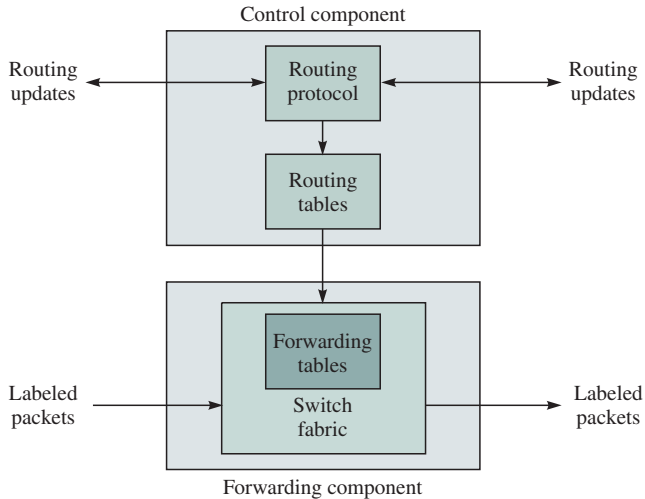 Control component
Routing
updates
Routing
protocol
Routing
updates
Routing
tables
Forwarding
tables
Labeled
packets
Switch
fabric
Labeled
packets
Forwarding component